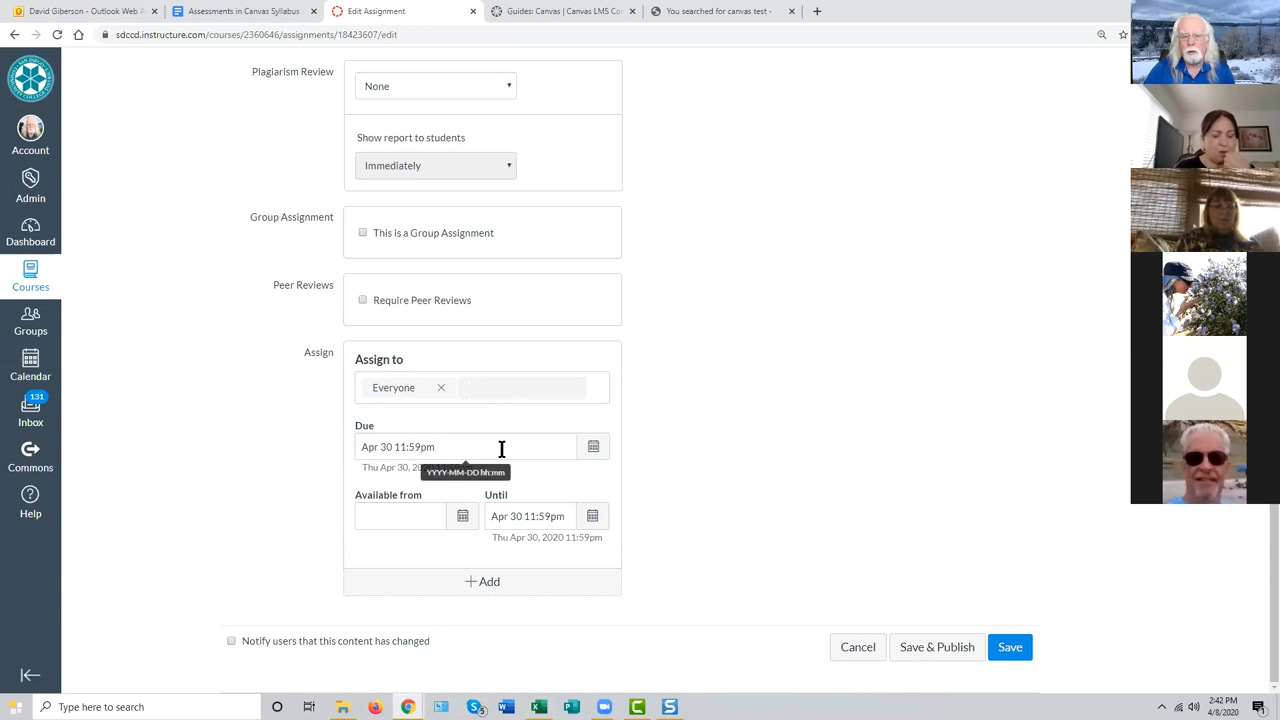 David Giberson - Outlook Web A
Assessments in Canvas Syllabus
Edit Assignment
Guides: Canvas | Canvas LMS Co
You searched for canvas test -
sdccd.instructure.com/courses/2360646/assignments/18423607/edit
Account
Admin
Dashboard
Courses
Groups
Calendar
131
Inbox
Commons
Help
Plagiarism Review
None
Show report to students
Immediately
Group Assignment
This is a Group Assignment
Peer Reviews
Require Peer Reviews
Assign
Assign to
Everyone
Due
Apr 30 11:59pm
Thu Apr 30, 20
YYYY-MM-DD hh:mm
Available from
Until
Apr 30 11:59pm
Thu Apr 30, 2020 11:59pm
Add
Notify users that this content has changed
Cancel
Save & Publish
Save
Type here to search
5
2:42 PM
4/8/2020
1